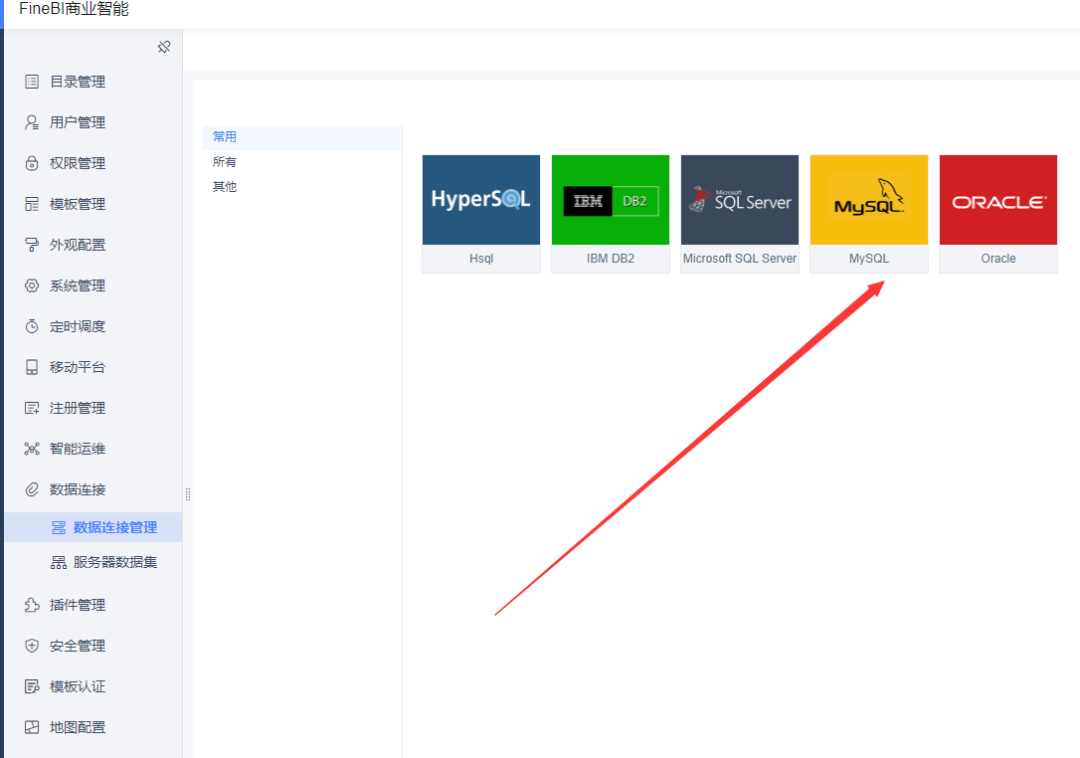 FineBI商业智能
目录管理
用户管理
权限管理
模板管理
外观配置
系统管理
定时调度
移动平台
注册管理
智能运维
数据连接
数据连接管理
服务器数据集
插件管理
安全管理
模板认证
地图配置
常用
所有
其他
HyperSQL
IBM DB2
Microsoft
SQL Server
MySQL
ORACLE
Hsql
IBM DB2
Microsoft SQL Server
MySQL
Oracle